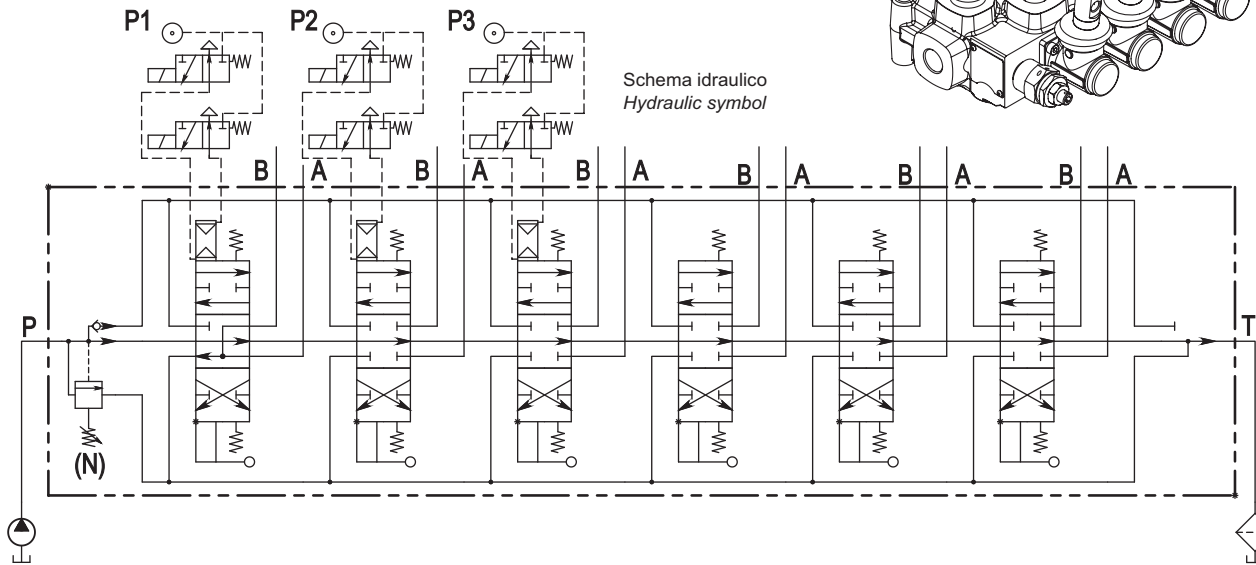 P1 P2 P3
Schema idraulico
Hydraulic symbol
B A B A B A B A B A B A
P T
(N)